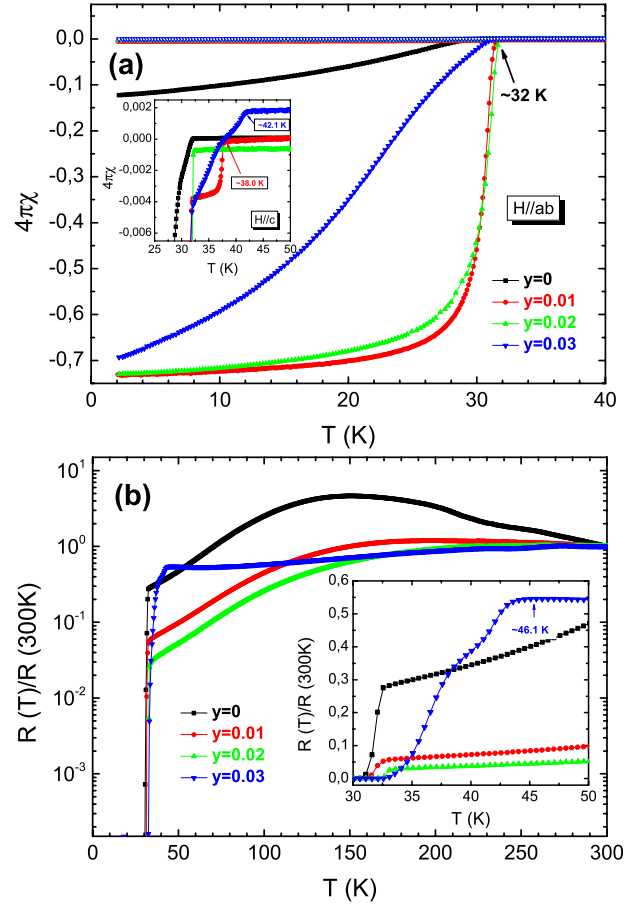 (a)
0,0
-0,1
-0,2
-0,3
-0,4
-0,5
-0,6
-0,7
4πχ
0 10 20 30 40
T (K)
~32 K
H//ab
y=0
y=0.01
y=0.02
y=0.03
0,002
0,000
-0,002
-0,004
-0,006
4πχ
25 30 35 40 45 50
T (K)
~42.1 K
~38.0 K
H//c
(b)
10¹
10⁰
10⁻¹
10⁻²
10⁻³
R (T)/R (300K)
0 50 100 150 200 250 300
T (K)
y=0
y=0.01
y=0.02
y=0.03
0,6
0,5
0,4
0,3
0,2
0,1
0,0
R (T)/R (300K)
30 35 40 45 50
T (K)
~46.1 K